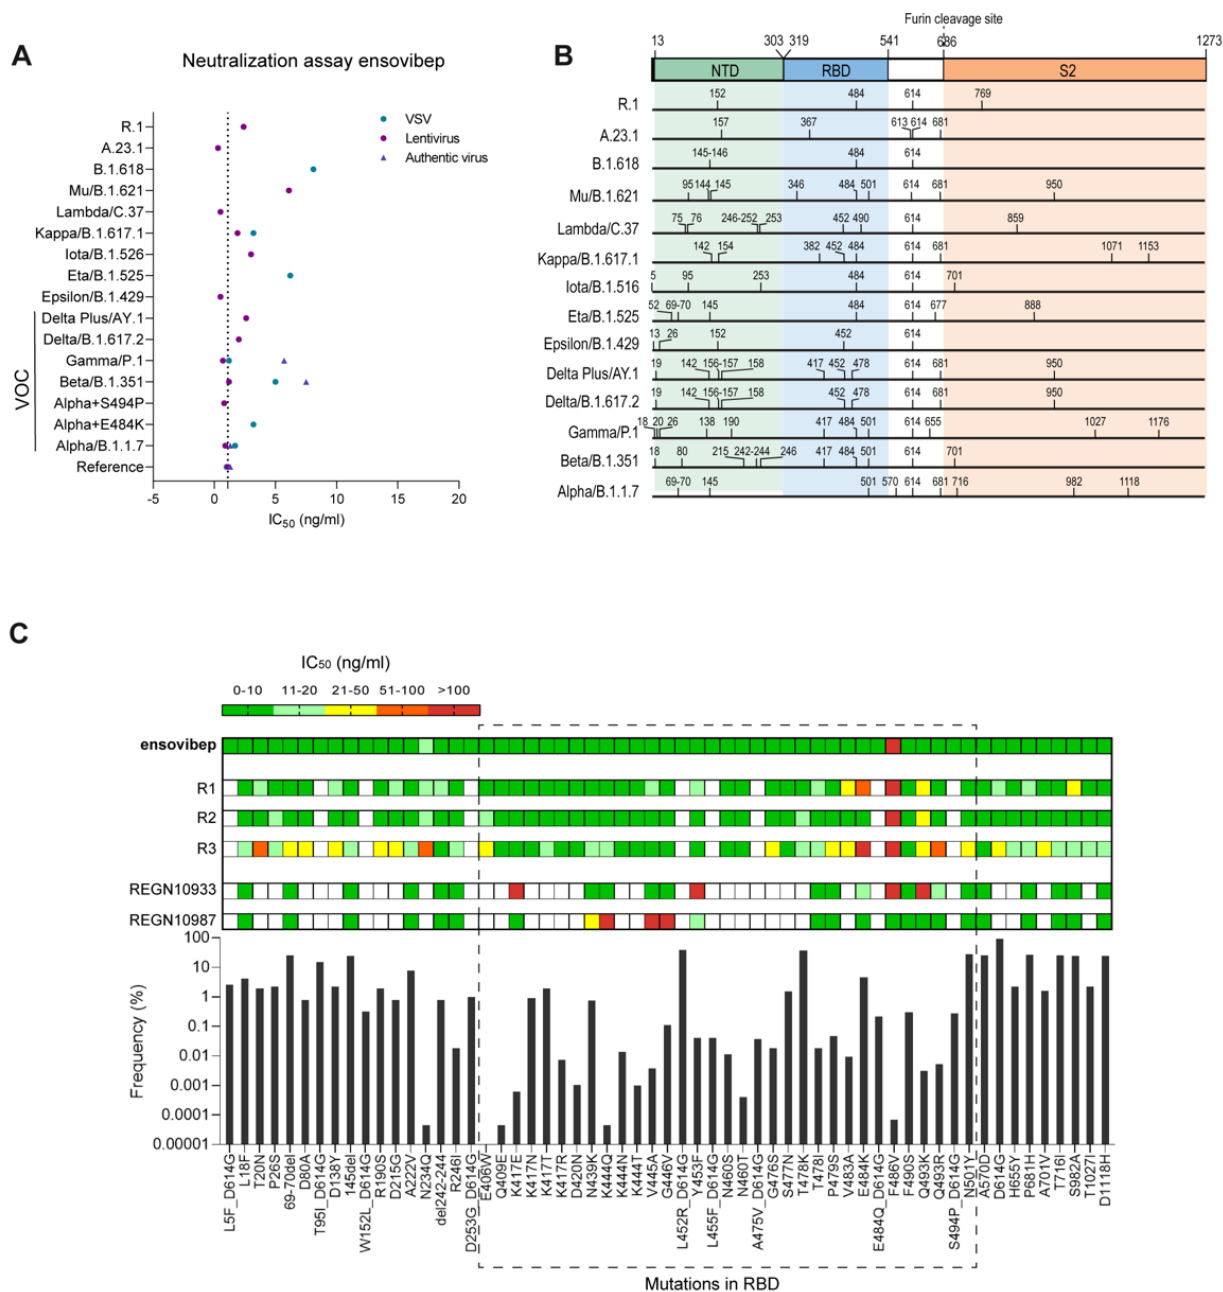 A
Neutralization assay ensovibep
VSV
Lentivirus
Authentic virus
R.1
A.23.1
B.1.618
Mu/B.1.621
Lambda/C.37
Kappa/B.1.617.1
Iota/B.1.526
Eta/B.1.525
Epsilon/B.1.429
Delta Plus/AY.1
Delta/B.1.617.2
Gamma/P.1
Beta/B.1.351
Alpha+S494P
Alpha+E484K
Alpha/B.1.1.7
Reference
VOC
-5 0 5 10 15 20
IC50 (ng/ml)
B
Furin cleavage site
13 303 319 541 686 1273
NTD RBD S2
R.1 152 484 614 769
A.23.1 157 367 613 614 681
B.1.618 145-146 484 614
Mu/B.1.621 95 144 145 346 484 501 614 681 950
Lambda/C.37 75 76 246-252 253 452 490 614 859
Kappa/B.1.617.1 142 154 382 452 484 614 681 1071 1153
Iota/B.1.516 5 95 253 484 614 701
Eta/B.1.525 52 69-70 145 484 614 677 888
Epsilon/B.1.429 13 26 152 452 614
Delta Plus/AY.1 19 142 156-157 158 417 452 478 614 681 950
Delta/B.1.617.2 19 142 156-157 158 452 478 614 681 950
Gamma/P.1 18 20 26 138 190 417 484 501 614 655 1027 1176
Beta/B.1.351 18 80 215 242-244 246 417 484 501 614 701
Alpha/B.1.1.7 69-70 145 501 570 614 681 716 982 1118
C
IC50 (ng/ml)
0-10 11-20 21-50 51-100 >100
ensovibep
R1
R2
R3
REGN10933
REGN10987
Frequency (%)
100
10
1
0.1
0.01
0.001
0.0001
0.00001
L5F_D614G
L18F
T20N
P26S
69-70del
D80A
T95I_D614G
D138Y
145del
W152L_D614G
R190S
D215G
A222V
N234Q
del242-244
R246I
D253G_D614G
E406W
Q409E
K417E
K417N
K417T
K417R
D420N
N439K
K444Q
K444N
K444T
V445A
G446V
L452R_D614G
Y453F
L455F_D614G
N460S
N460T
A475V_D614G
G476S
S477N
T478K
T478I
P479S
V483A
E484K
E484Q_D614G
F486V
F490S
Q493K
Q493R
S494P_D614G
N501Y
A570D
D614G
H655Y
P681H
A701V
T716I
S982A
T1027I
D1118H
Mutations in RBD